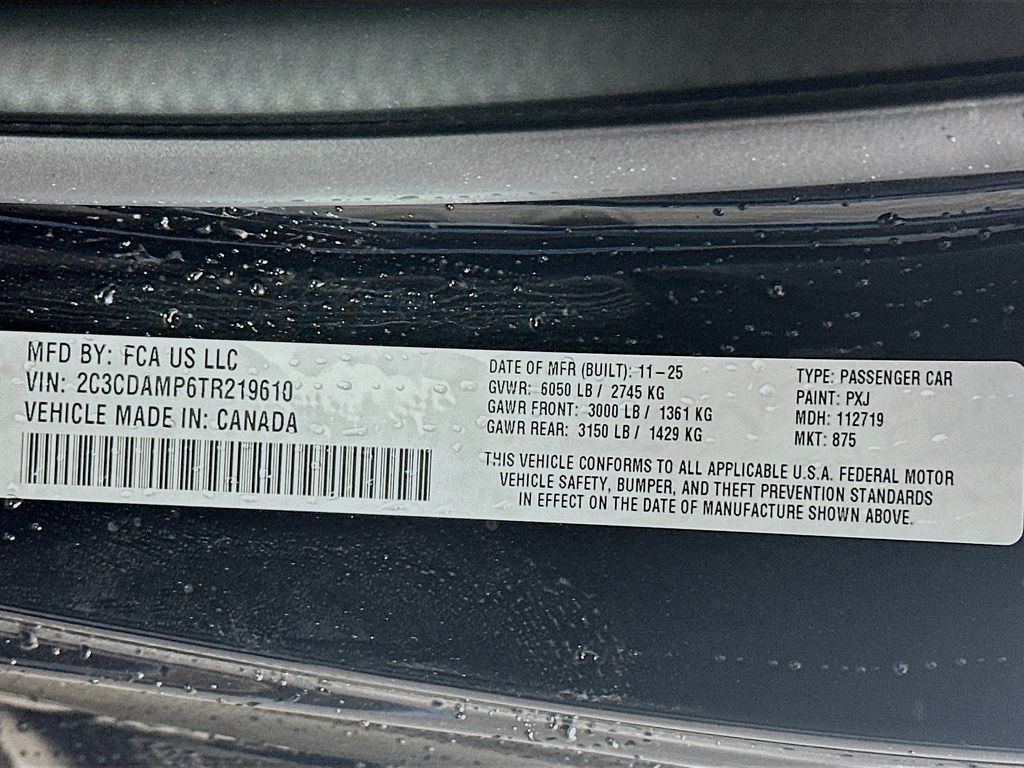 MFD BY: FCA US LLC
VIN: 2C3CDAMP6TR219610
VEHICLE MADE IN: CANADA
DATE OF MFR (BUILT): 11-25
GVWR: 6050 LB / 2745 KG
GAWR FRONT: 3000 LB / 1361 KG
GAWR REAR: 3150 LB / 1429 KG
TYPE: PASSENGER CAR
PAINT: PXJ
MDH: 112719
MKT: 875
THIS VEHICLE CONFORMS TO ALL APPLICABLE U.S.A. FEDERAL MOTOR
VEHICLE SAFETY, BUMPER, AND THEFT PREVENTION STANDARDS
IN EFFECT ON THE DATE OF MANUFACTURE SHOWN ABOVE.